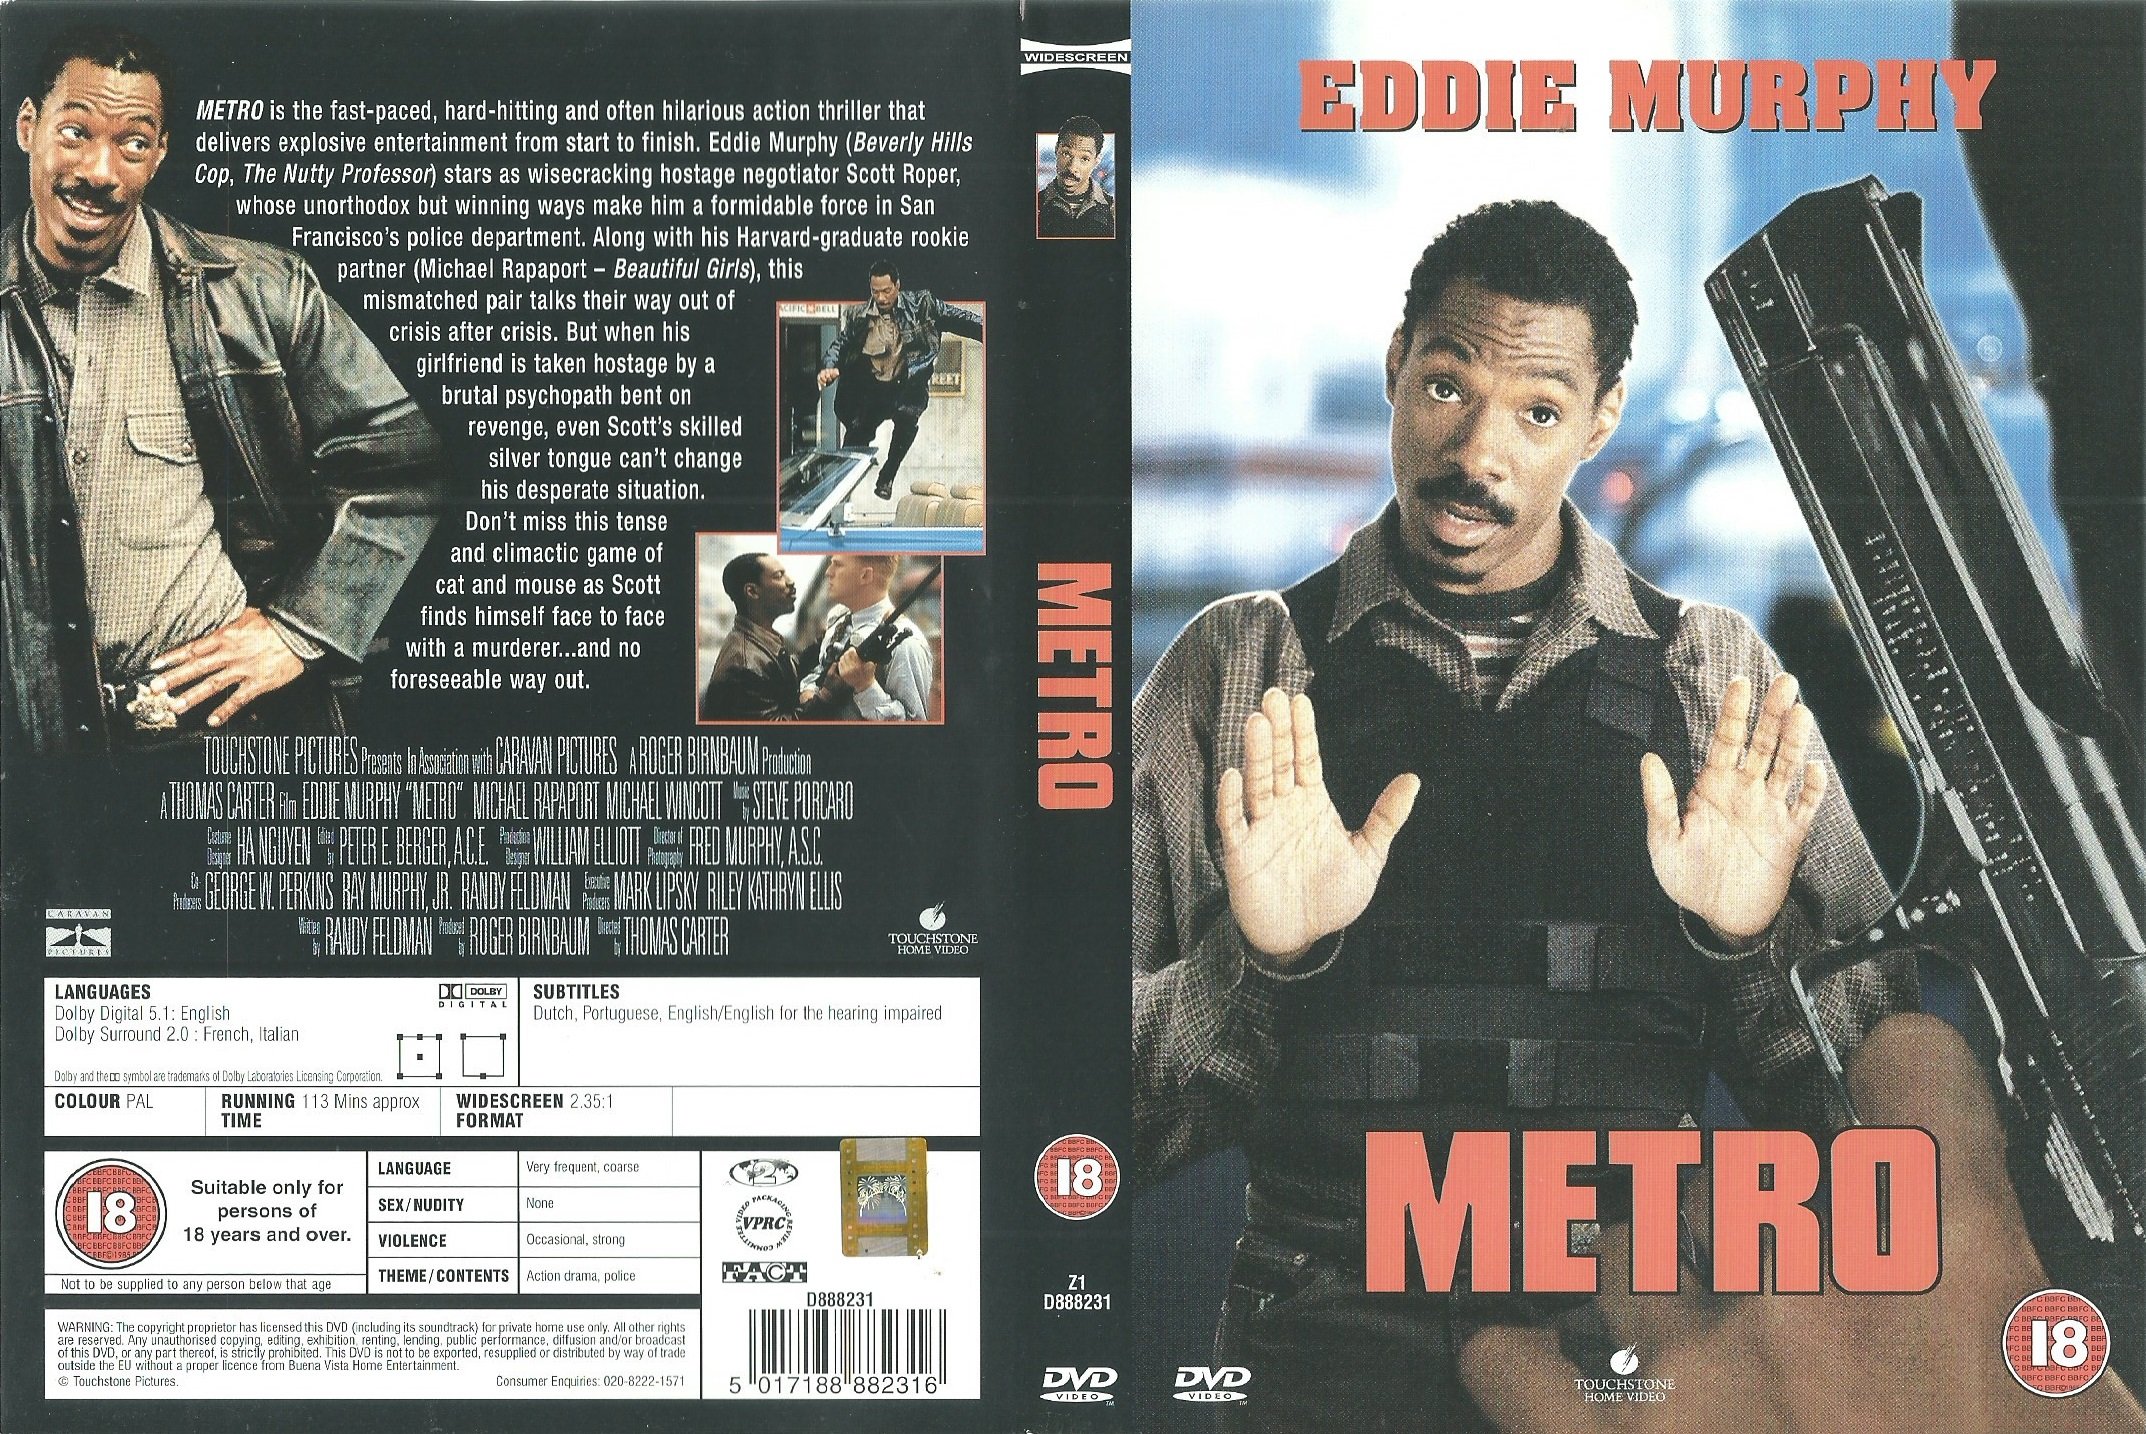 METRO is the fast-paced, hard-hitting and often hilarious action thriller that
delivers explosive entertainment from start to finish. Eddie Murphy (Beverly Hills
Cop, The Nutty Professor) stars as wisecracking hostage negotiator Scott Roper,
whose unorthodox but winning ways make him a formidable force in San
Francisco's police department. Along with his Harvard-graduate rookie
partner (Michael Rapaport – Beautiful Girls), this
mismatched pair talks their way out of
crisis after crisis. But when his
girlfriend is taken hostage by a
brutal psychopath bent on
revenge, even Scott's skilled
silver tongue can't change
his desperate situation.
Don't miss this tense
and climactic game of
cat and mouse as Scott
finds himself face to face
with a murderer...and no
foreseeable way out.
TOUCHSTONE PICTURES Presents In Association with CARAVAN PICTURES A ROGER BIRNBAUM Production
A THOMAS CARTER Film EDDIE MURPHY "METRO" MICHAEL RAPAPORT MICHAEL WINCOTT Music by STEVE PORCARO
Costume Designer HA NGUYEN Edited by PETER E. BERGER, A.C.E. Production Designer WILLIAM ELLIOTT Director of Photography FRED MURPHY, A.S.C.
Co-Producers GEORGE W. PERKINS RAY MURPHY, JR. RANDY FELDMAN Executive Producers MARK LIPSKY RILEY KATHRYN ELLIS
Written by RANDY FELDMAN Produced by ROGER BIRNBAUM Directed by THOMAS CARTER
CARAVAN
PICTURES
TOUCHSTONE
HOME VIDEO
LANGUAGES
Dolby Digital 5.1: English
Dolby Surround 2.0 : French, Italian
DOLBY
DIGITAL
Dolby and the symbol are trademarks of Dolby Laboratories Licensing Corporation.
SUBTITLES
Dutch, Portuguese, English/English for the hearing impaired
COLOUR PAL
RUNNING 113 Mins approx
TIME
WIDESCREEN 2.35:1
FORMAT
18
Suitable only for
persons of
18 years and over.
Not to be supplied to any person below that age
LANGUAGE Very frequent, coarse
SEX/NUDITY None
VIOLENCE Occasional, strong
THEME/CONTENTS Action drama, police
2
VIDEO PACKAGING REVIEW COMMITTEE
VPRC
FACT
D888231
5 017188 882316
WARNING: The copyright proprietor has licensed this DVD (including its soundtrack) for private home use only. All other rights
are reserved. Any unauthorised copying, editing, exhibition, renting, lending, public performance, diffusion and/or broadcast
of this DVD, or any part thereof, is strictly prohibited. This DVD is not to be exported, resupplied or distributed by way of trade
outside the EU without a proper licence from Buena Vista Home Entertainment.
© Touchstone Pictures.
Consumer Enquiries: 020-8222-1571
WIDESCREEN
METRO
18
Z1
D888231
DVD
VIDEO
TM
EDDIE MURPHY
METRO
DVD
VIDEO
TM
TOUCHSTONE
HOME VIDEO
18